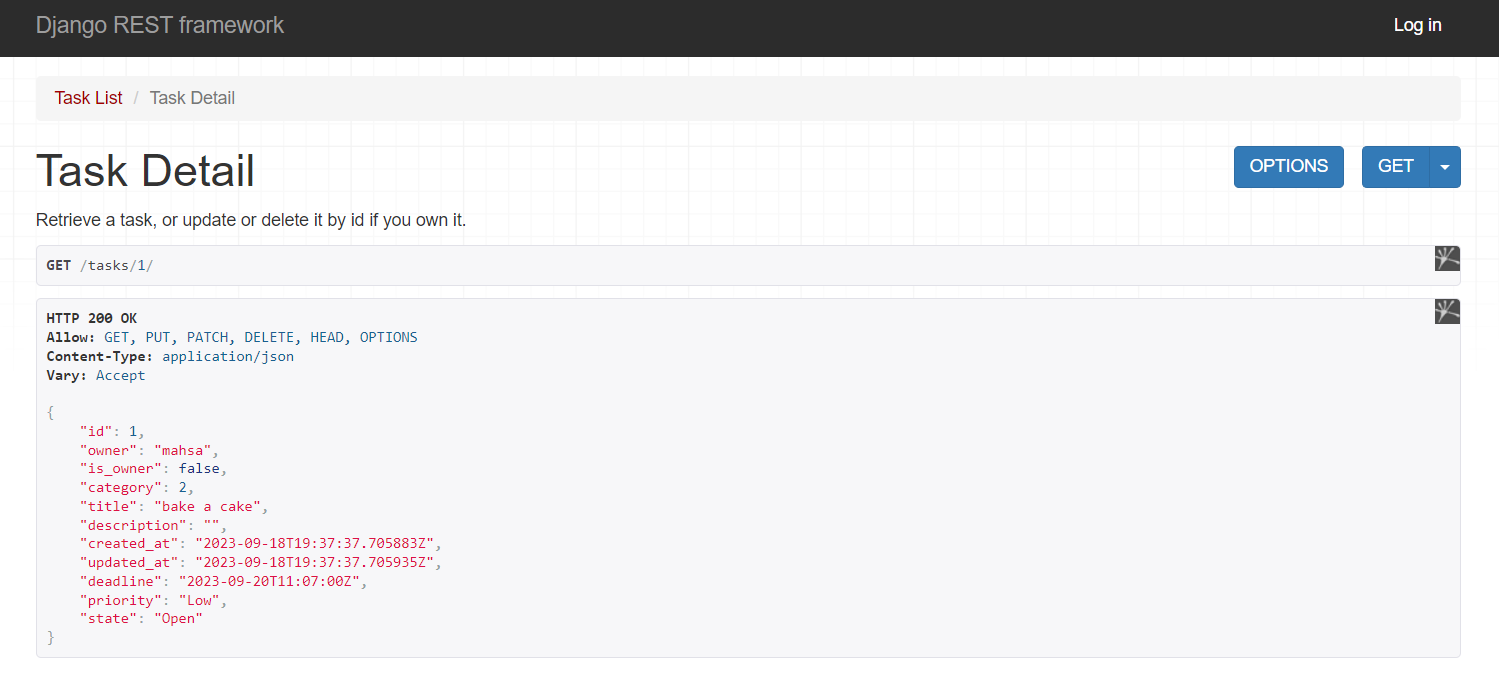 Django REST framework
Log in
Task List / Task Detail
Task Detail
OPTIONS
GET
Retrieve a task, or update or delete it by id if you own it.
GET /tasks/1/
HTTP 200 OK
Allow: GET, PUT, PATCH, DELETE, HEAD, OPTIONS
Content-Type: application/json
Vary: Accept
{
    "id": 1,
    "owner": "mahsa",
    "is_owner": false,
    "category": 2,
    "title": "bake a cake",
    "description": "",
    "created_at": "2023-09-18T19:37:37.705883Z",
    "updated_at": "2023-09-18T19:37:37.705935Z",
    "deadline": "2023-09-20T11:07:00Z",
    "priority": "Low",
    "state": "Open"
}